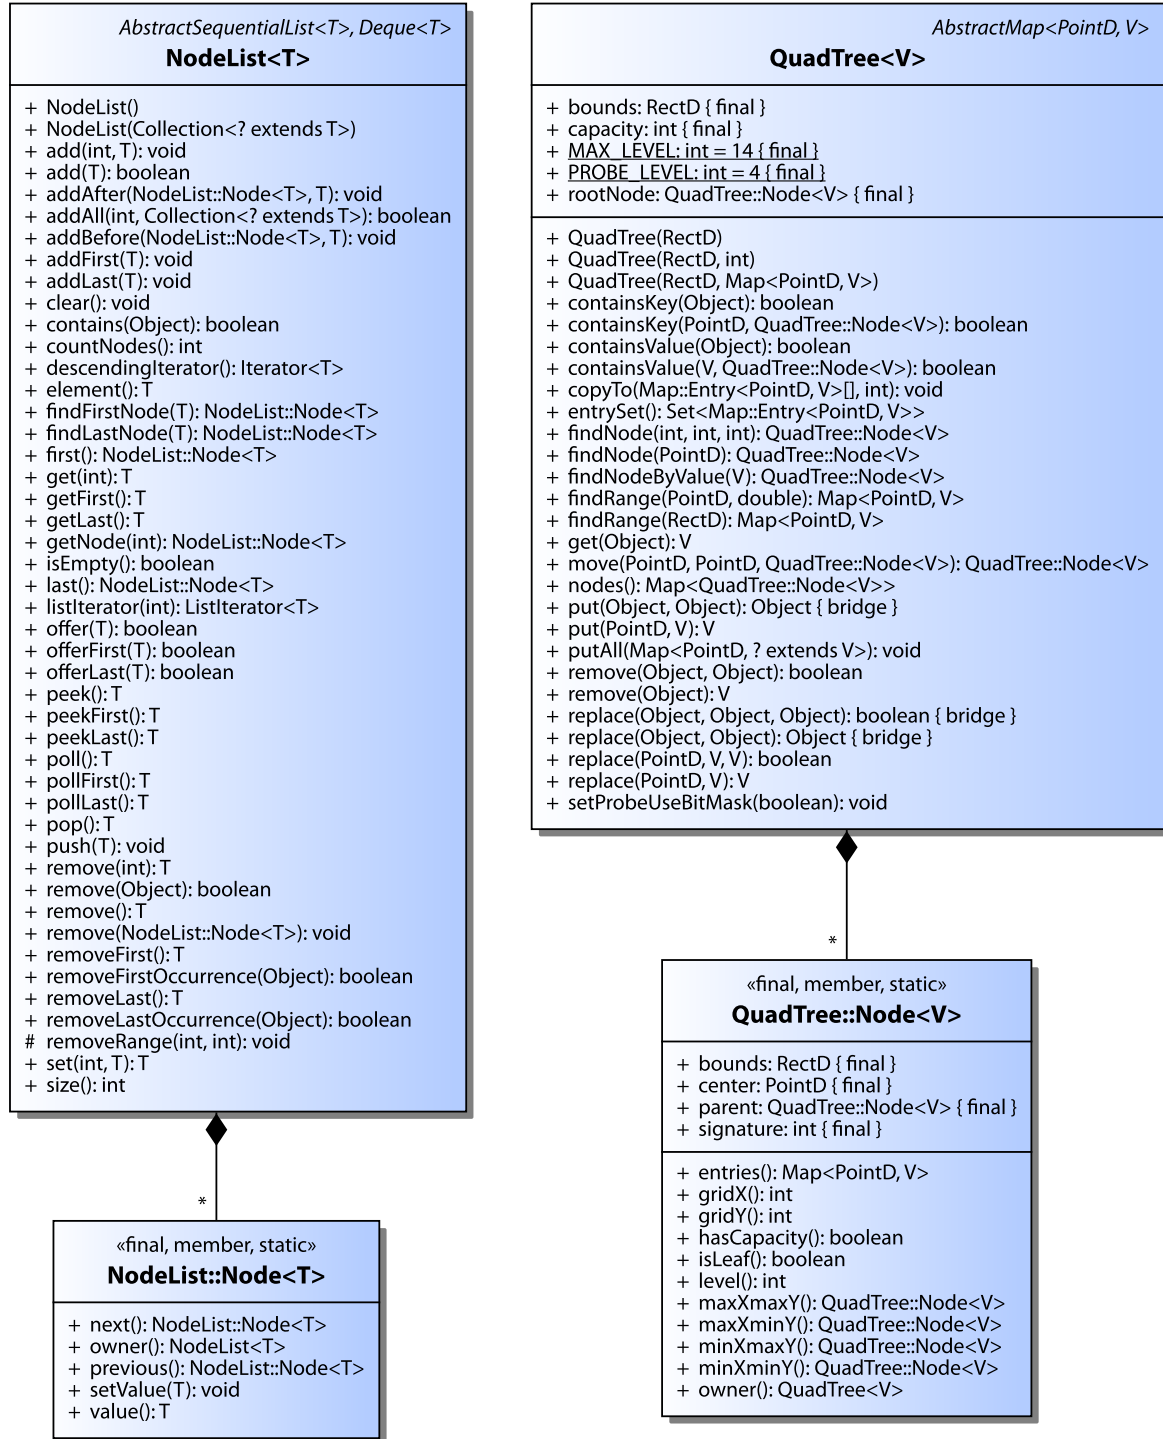 AbstractSequentialList<T>, Deque<T>
NodeList<T>
+ NodeList()
+ NodeList(Collection<? extends T>)
+ add(int, T): void
+ add(T): boolean
+ addAfter(NodeList::Node<T>, T): void
+ addAll(int, Collection<? extends T>): boolean
+ addBefore(NodeList::Node<T>, T): void
+ addFirst(T): void
+ addLast(T): void
+ clear(): void
+ contains(Object): boolean
+ countNodes(): int
+ descendingIterator(): Iterator<T>
+ element(): T
+ findFirstNode(T): NodeList::Node<T>
+ findLastNode(T): NodeList::Node<T>
+ first(): NodeList::Node<T>
+ get(int): T
+ getFirst(): T
+ getLast(): T
+ getNode(int): NodeList::Node<T>
+ isEmpty(): boolean
+ last(): NodeList::Node<T>
+ listIterator(int): ListIterator<T>
+ offer(T): boolean
+ offerFirst(T): boolean
+ offerLast(T): boolean
+ peek(): T
+ peekFirst(): T
+ peekLast(): T
+ poll(): T
+ pollFirst(): T
+ pollLast(): T
+ pop(): T
+ push(T): void
+ remove(int): T
+ remove(Object): boolean
+ remove(): T
+ remove(NodeList::Node<T>): void
+ removeFirst(): T
+ removeFirstOccurrence(Object): boolean
+ removeLast(): T
+ removeLastOccurrence(Object): boolean
# removeRange(int, int): void
+ set(int, T): T
+ size(): int
*
«final, member, static»
NodeList::Node<T>
+ next(): NodeList::Node<T>
+ owner(): NodeList<T>
+ previous(): NodeList::Node<T>
+ setValue(T): void
+ value(): T
AbstractMap<PointD, V>
QuadTree<V>
+ bounds: RectD { final }
+ capacity: int { final }
+ MAX_LEVEL: int = 14 { final }
+ PROBE_LEVEL: int = 4 { final }
+ rootNode: QuadTree::Node<V> { final }
+ QuadTree(RectD)
+ QuadTree(RectD, int)
+ QuadTree(RectD, Map<PointD, V>)
+ containsKey(Object): boolean
+ containsKey(PointD, QuadTree::Node<V>): boolean
+ containsValue(Object): boolean
+ containsValue(V, QuadTree::Node<V>): boolean
+ copyTo(Map::Entry<PointD, V>[], int): void
+ entrySet(): Set<Map::Entry<PointD, V>>
+ findNode(int, int, int): QuadTree::Node<V>
+ findNode(PointD): QuadTree::Node<V>
+ findNodeByValue(V): QuadTree::Node<V>
+ findRange(PointD, double): Map<PointD, V>
+ findRange(RectD): Map<PointD, V>
+ get(Object): V
+ move(PointD, PointD, QuadTree::Node<V>): QuadTree::Node<V>
+ nodes(): Map<QuadTree::Node<V>>
+ put(Object, Object): Object { bridge }
+ put(PointD, V): V
+ putAll(Map<PointD, ? extends V>): void
+ remove(Object, Object): boolean
+ remove(Object): V
+ replace(Object, Object, Object): boolean { bridge }
+ replace(Object, Object): Object { bridge }
+ replace(PointD, V, V): boolean
+ replace(PointD, V): V
+ setProbeUseBitMask(boolean): void
*
«final, member, static»
QuadTree::Node<V>
+ bounds: RectD { final }
+ center: PointD { final }
+ parent: QuadTree::Node<V> { final }
+ signature: int { final }
+ entries(): Map<PointD, V>
+ gridX(): int
+ gridY(): int
+ hasCapacity(): boolean
+ isLeaf(): boolean
+ level(): int
+ maxXmaxY(): QuadTree::Node<V>
+ maxXminY(): QuadTree::Node<V>
+ minXmaxY(): QuadTree::Node<V>
+ minXminY(): QuadTree::Node<V>
+ owner(): QuadTree<V>